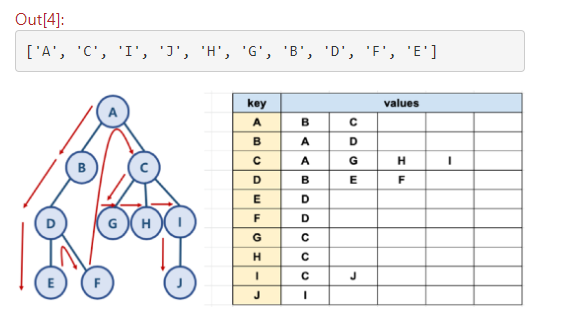 Out[4]:
['A', 'C', 'I', 'J', 'H', 'G', 'B', 'D', 'F', 'E']
A
B C
D G H I
E F J
key values
A B C
B A D
C A G H I
D B E F
E D
F D
G C
H C
I C J
J I